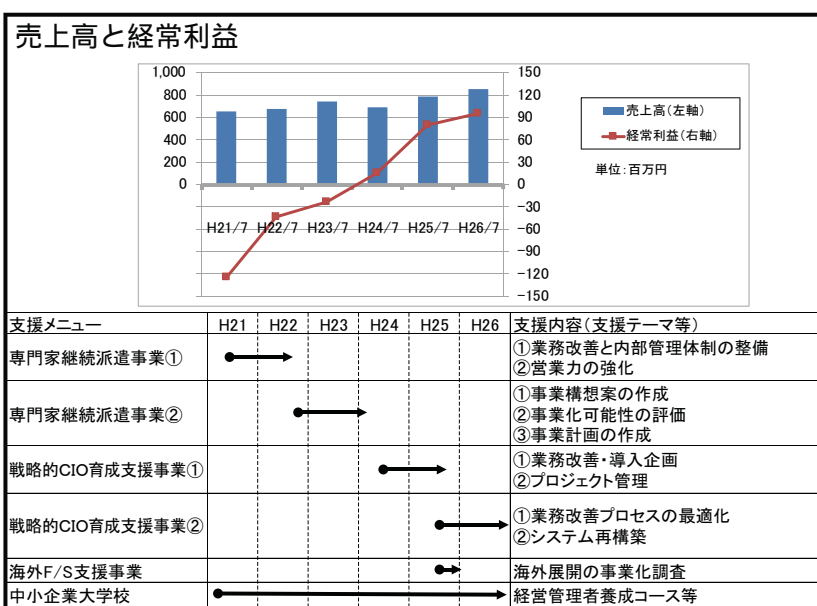 売上高と経常利益
1,000
800
600
400
200
0
150
120
90
60
30
0
-30
-60
-90
-120
-150
H21/7 H22/7 H23/7 H24/7 H25/7 H26/7
売上高(左軸)
経常利益(右軸)
単位:百万円
支援メニュー H21 H22 H23 H24 H25 H26 支援内容(支援テーマ等)
専門家継続派遣事業①
①業務改善と内部管理体制の整備
②営業力の強化
専門家継続派遣事業②
①事業構想案の作成
②事業化可能性の評価
③事業計画の作成
戦略的CIO育成支援事業①
①業務改善・導入企画
②プロジェクト管理
戦略的CIO育成支援事業②
①業務改善プロセスの最適化
②システム再構築
海外F/S支援事業 海外展開の事業化調査
中小企業大学校 経営管理者養成コース等